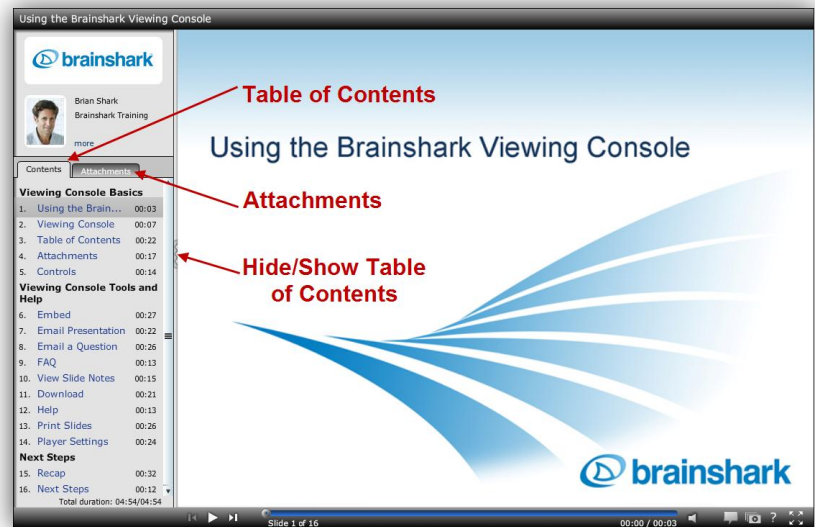 Using the Brainshark Viewing Console
brainshark
Brian Shark
Brainshark Training
more
Contents
Attachments
Viewing Console Basics
1. Using the Brain... 00:03
2. Viewing Console 00:07
3. Table of Contents 00:22
4. Attachments 00:17
5. Controls 00:14
Viewing Console Tools and
Help
6. Embed 00:27
7. Email Presentation 00:22
8. Email a Question 00:26
9. FAQ 00:13
10. View Slide Notes 00:15
11. Download 00:21
12. Help 00:13
13. Print Slides 00:26
14. Player Settings 00:24
Next Steps
15. Recap 00:32
16. Next Steps 00:12
Total duration: 04:54/04:54
Table of Contents
Using the Brainshark Viewing Console
Attachments
Hide/Show Table
of Contents
brainshark
Slide 1 of 16
00:00 / 00:03
?